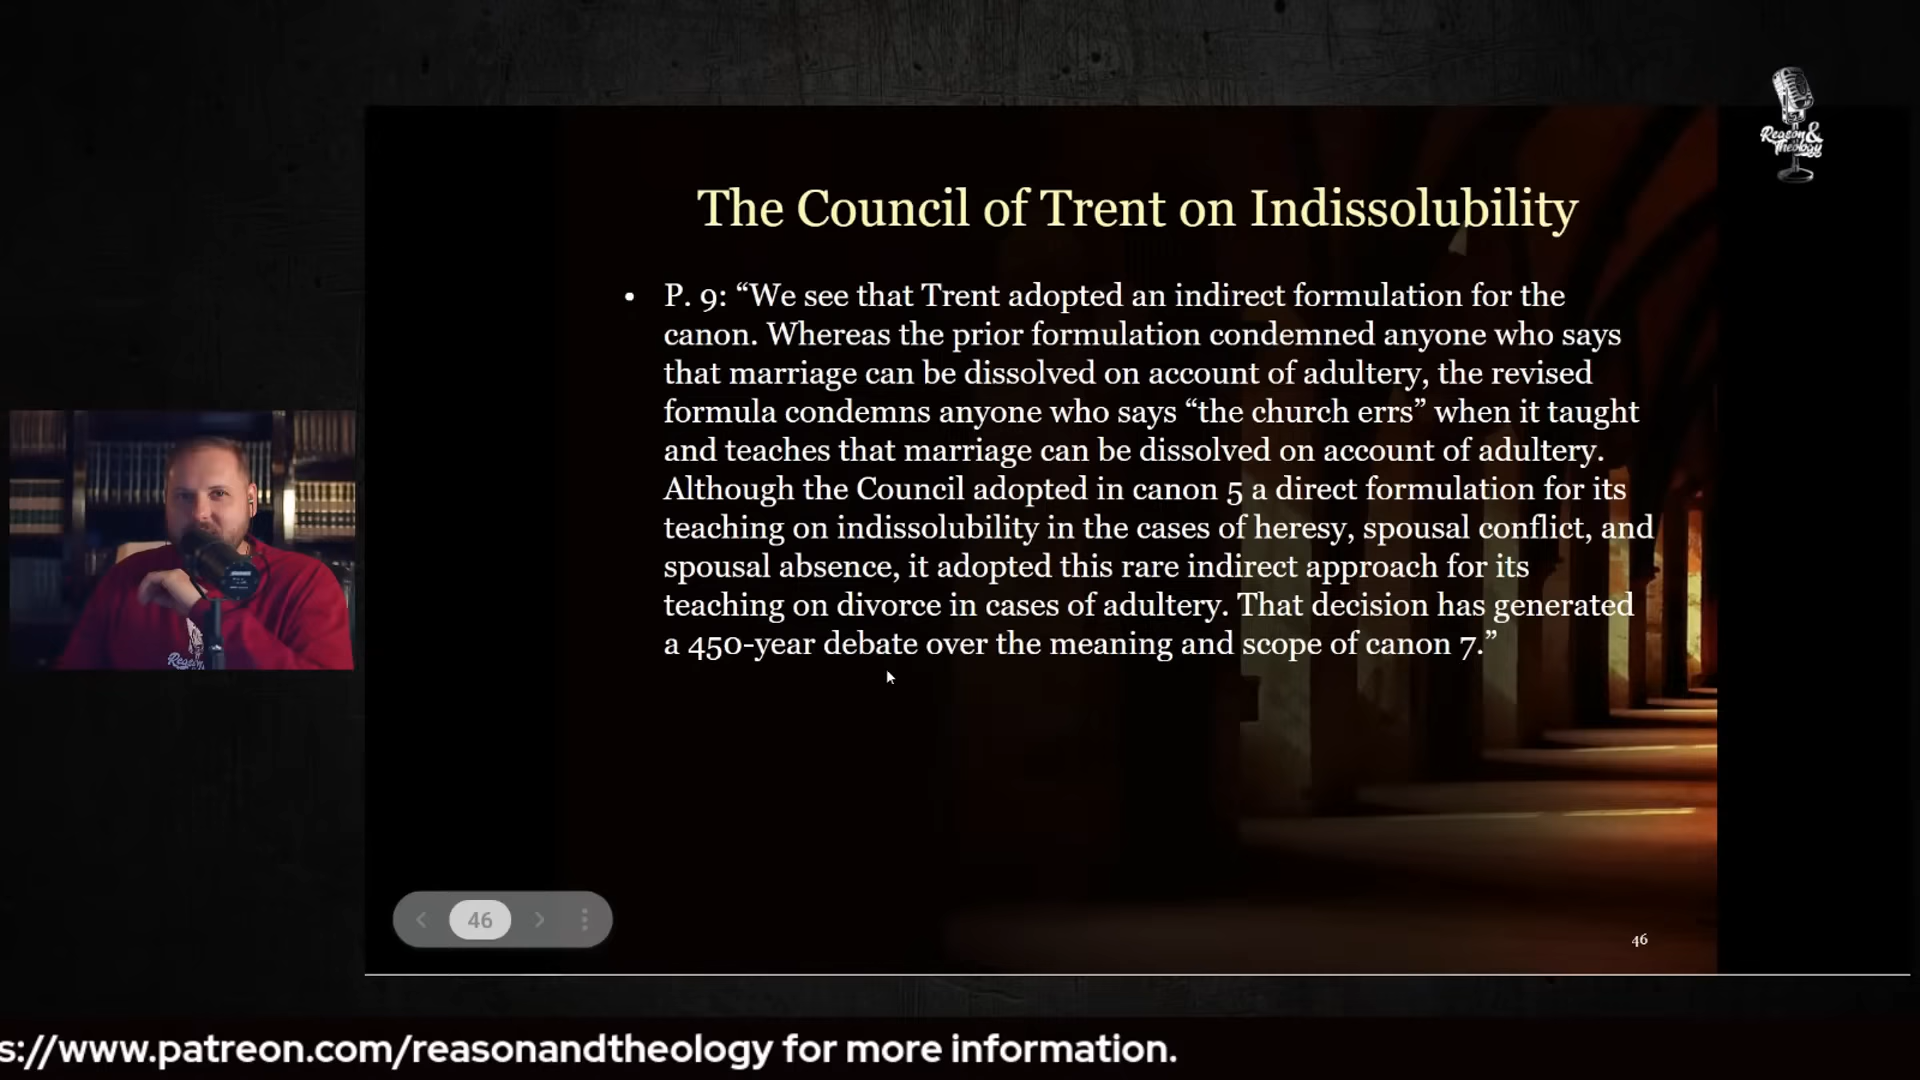 Reason &
Theology
The Council of Trent on Indissolubility
• P. 9: “We see that Trent adopted an indirect formulation for the
canon. Whereas the prior formulation condemned anyone who says
that marriage can be dissolved on account of adultery, the revised
formula condemns anyone who says “the church errs” when it taught
and teaches that marriage can be dissolved on account of adultery.
Although the Council adopted in canon 5 a direct formulation for its
teaching on indissolubility in the cases of heresy, spousal conflict, and
spousal absence, it adopted this rare indirect approach for its
teaching on divorce in cases of adultery. That decision has generated
a 450-year debate over the meaning and scope of canon 7.”
46
46
s://www.patreon.com/reasonandtheology for more information.